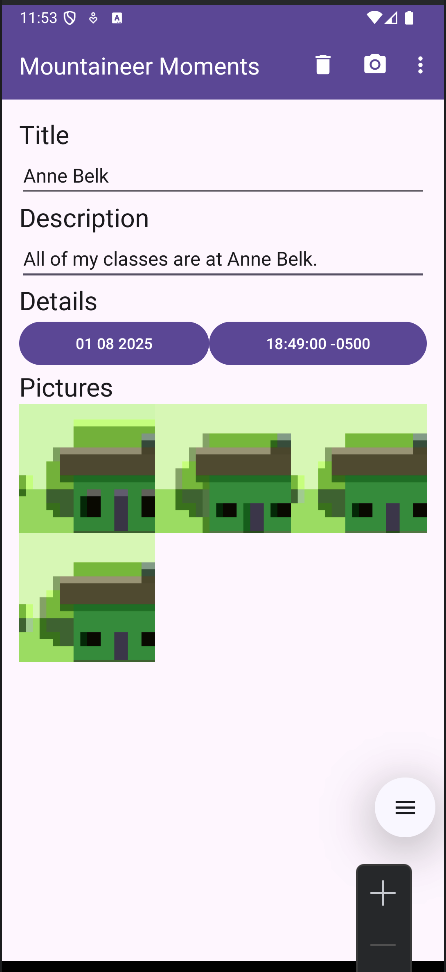 11:53 A
Mountaineer Moments
Title
Anne Belk
Description
All of my classes are at Anne Belk.
Details
01 08 2025 18:49:00 -0500
Pictures